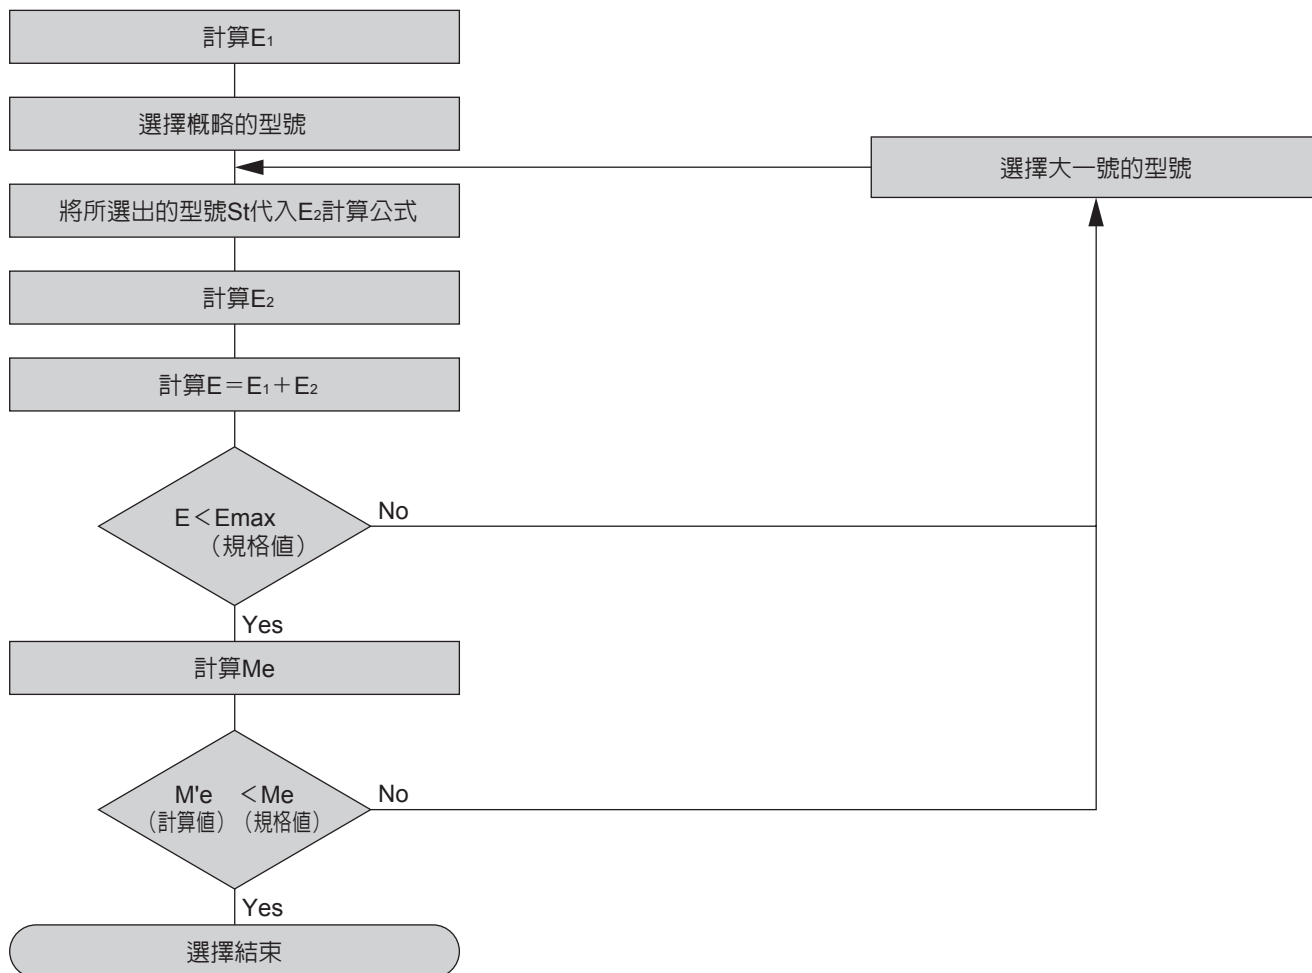 計算E₁
選擇概略的型號
選擇大一號的型號
將所選出的型號St代入E₂計算公式
計算E₂
計算E＝E₁＋E₂
E＜Emax
（規格值）
No
Yes
計算Me
M'e ＜Me
（計算值）（規格值）
No
Yes
選擇結束